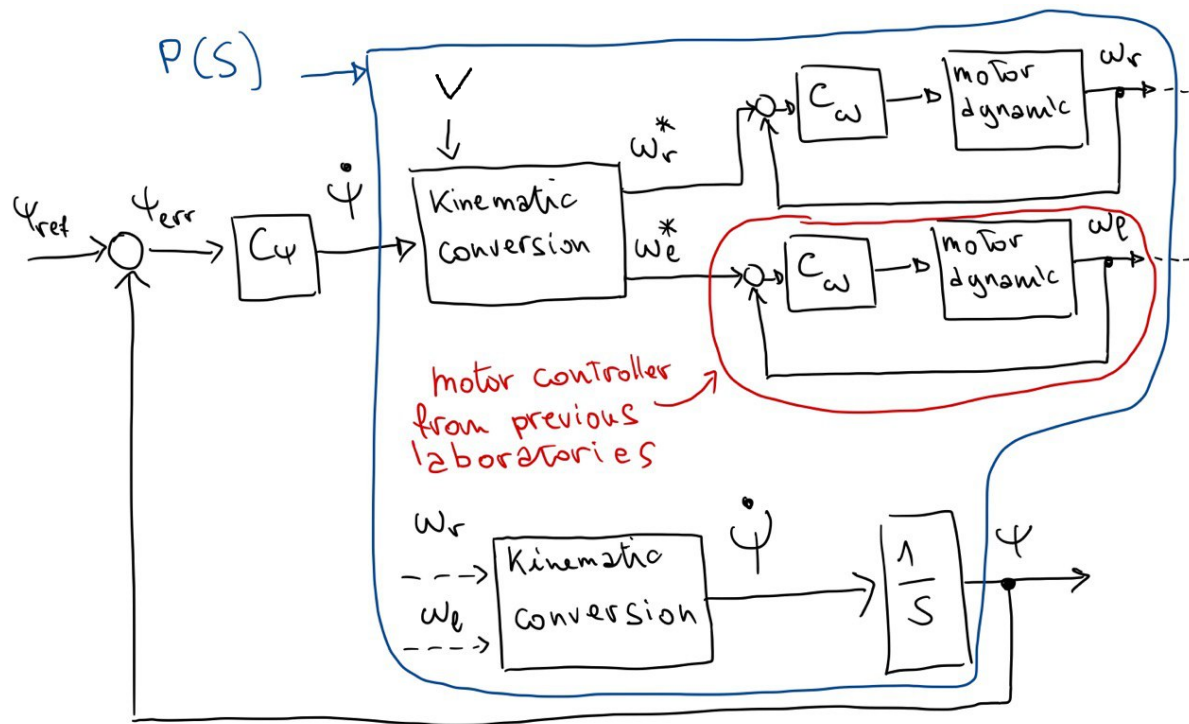 P(S)
V
ψref
ψerr
Cψ
ψ̇
Kinematic
conversion
ωr*
ωe*
Cω
motor
dynamic
ωr
Cω
motor
dynamic
ωe
motor controller
from previous
laboratories
ωr
ωe
Kinematic
conversion
ψ̇
1
S
ψ